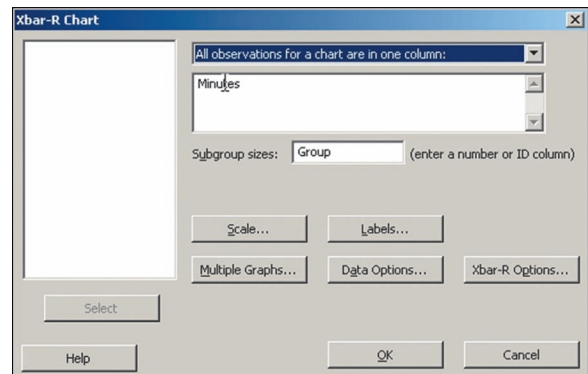 Xbar-R Chart
All observations for a chart are in one column:
Minutes
Subgroup sizes: Group (enter a number or ID column)
Scale... Labels...
Multiple Graphs... Data Options... Xbar-R Options...
Select
Help OK Cancel